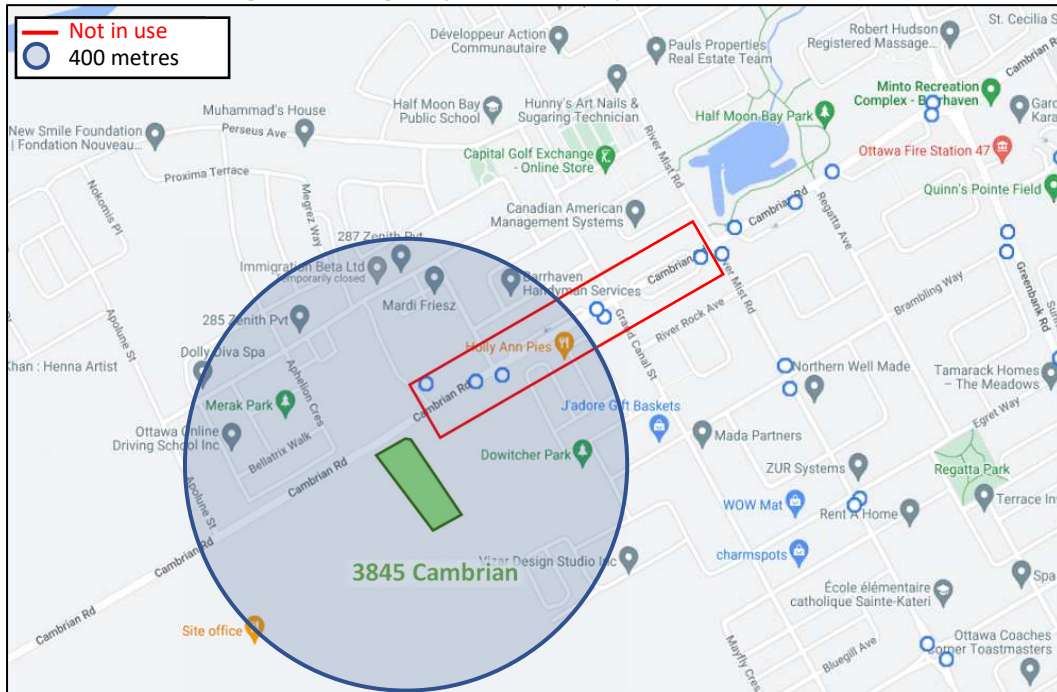 Not in use
400 metres
Développeur Action
Communautaire
Pauls Properties
Real Estate Team
Robert Hudson
Registered Massage...
St. Cecilia S
Cambrian Rd
Minto Recreation
Complex - Barrhaven
Muhammad's House
Half Moon Bay
Public School
Hunny's Art Nails &
Sugaring Technician
Half Moon Bay Park
Gard
Kara
New Smile Foundation
| Fondation Nouveau...
Perseus Ave
River Mist Rd
Ottawa Fire Station 47
Capital Golf Exchange
- Online Store
Proxima Terrace
Quinn's Pointe Field
Nokomis Pl
Megrez Way
Canadian American
Management Systems
Cambrian Rd
Regatta Ave
287 Zenith Pvt
Immigration Beta Ltd
Temporarily closed
Barrhaven
Handyman Services
Cambrian
River Mist Rd
Greenbank Rd
Mardi Friesz
Brambling Way
285 Zenith Pvt
Grand Canal St
River Rock Ave
Apolune St
Dolly Diva Spa
Holly Ann Pies
Khan : Henna Artist
Northern Well Made
Tamarack Homes
– The Meadows
Aphelion Cres
Cambrian Rd
Merak Park
J'adore Gift Baskets
Egret Way
Ottawa Online
Driving School Inc
Bellatrix Walk
Mada Partners
Dowitcher Park
Cambrian Rd
ZUR Systems
Regatta Park
Apolune St
WOW Mat
Rent A Home
Terrace In
Cambrian Rd
3845 Cambrian
Vizar Design Studio Inc
charmspots
Spa
École élémentaire
catholique Sainte-Kateri
Cambrian Rd
Site office
Mayfly Cres
Bluegill Ave
Ottawa Coaches
Corner Toastmasters